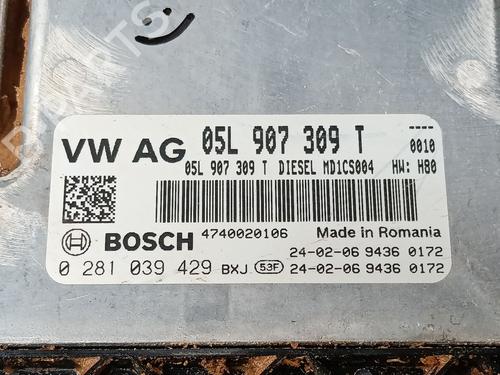 VW AG 05L 907 309 T 0010
05L 907 309 T DIESEL MD1CS004 HW: H80
BOSCH 4740020106 Made in Romania
24-02-06 9436 0172
0 281 039 429 BXJ 53F 24-02-06 9436 0172